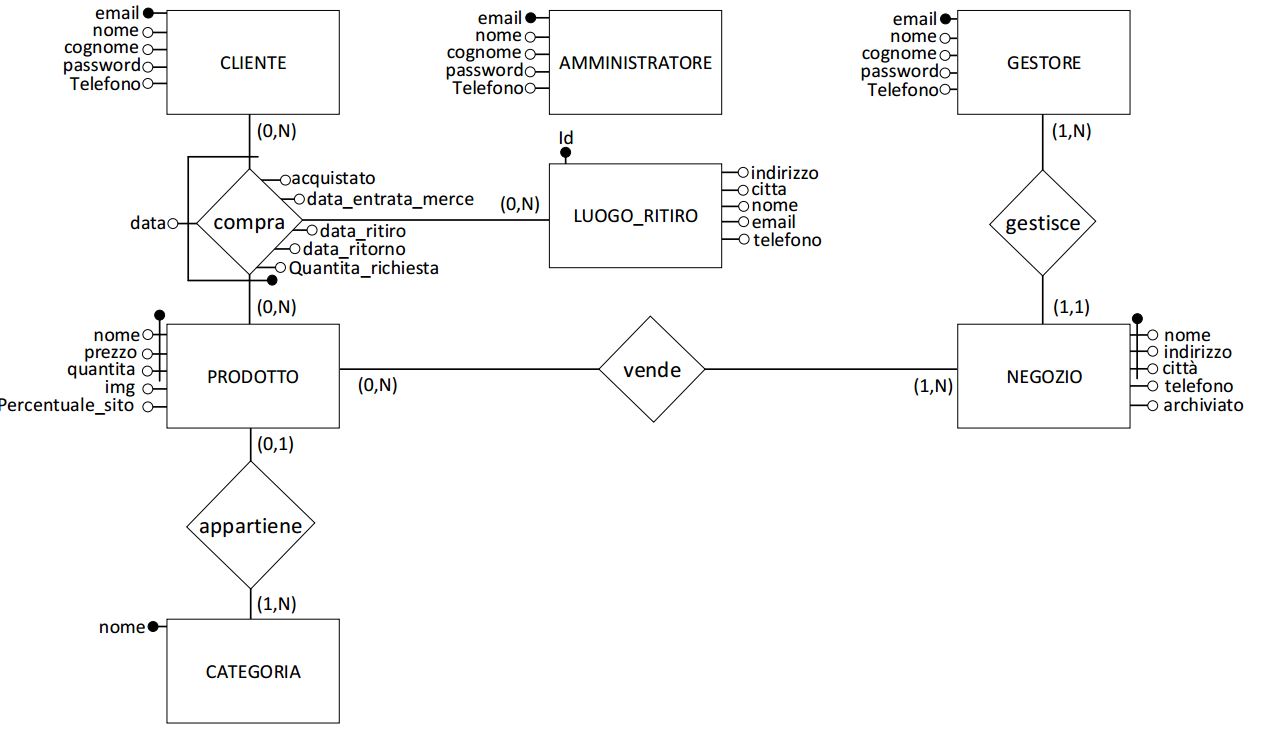 email
nome
cognome
password
Telefono
CLIENTE
(0,N)
email
nome
cognome
password
Telefono
AMMINISTRATORE
email
nome
cognome
password
Telefono
GESTORE
(1,N)
data
compra
acquistato
data_entrata_merce
data_ritiro
data_ritorno
Quantita_richiesta
(0,N)
(0,N)
Id
LUOGO_RITIRO
indirizzo
citta
nome
email
telefono
gestisce
(1,1)
nome
prezzo
quantita
img
Percentuale_sito
PRODOTTO
(0,N)
vende
(1,N)
NEGOZIO
nome
indirizzo
città
telefono
archiviato
(0,1)
appartiene
(1,N)
nome
CATEGORIA